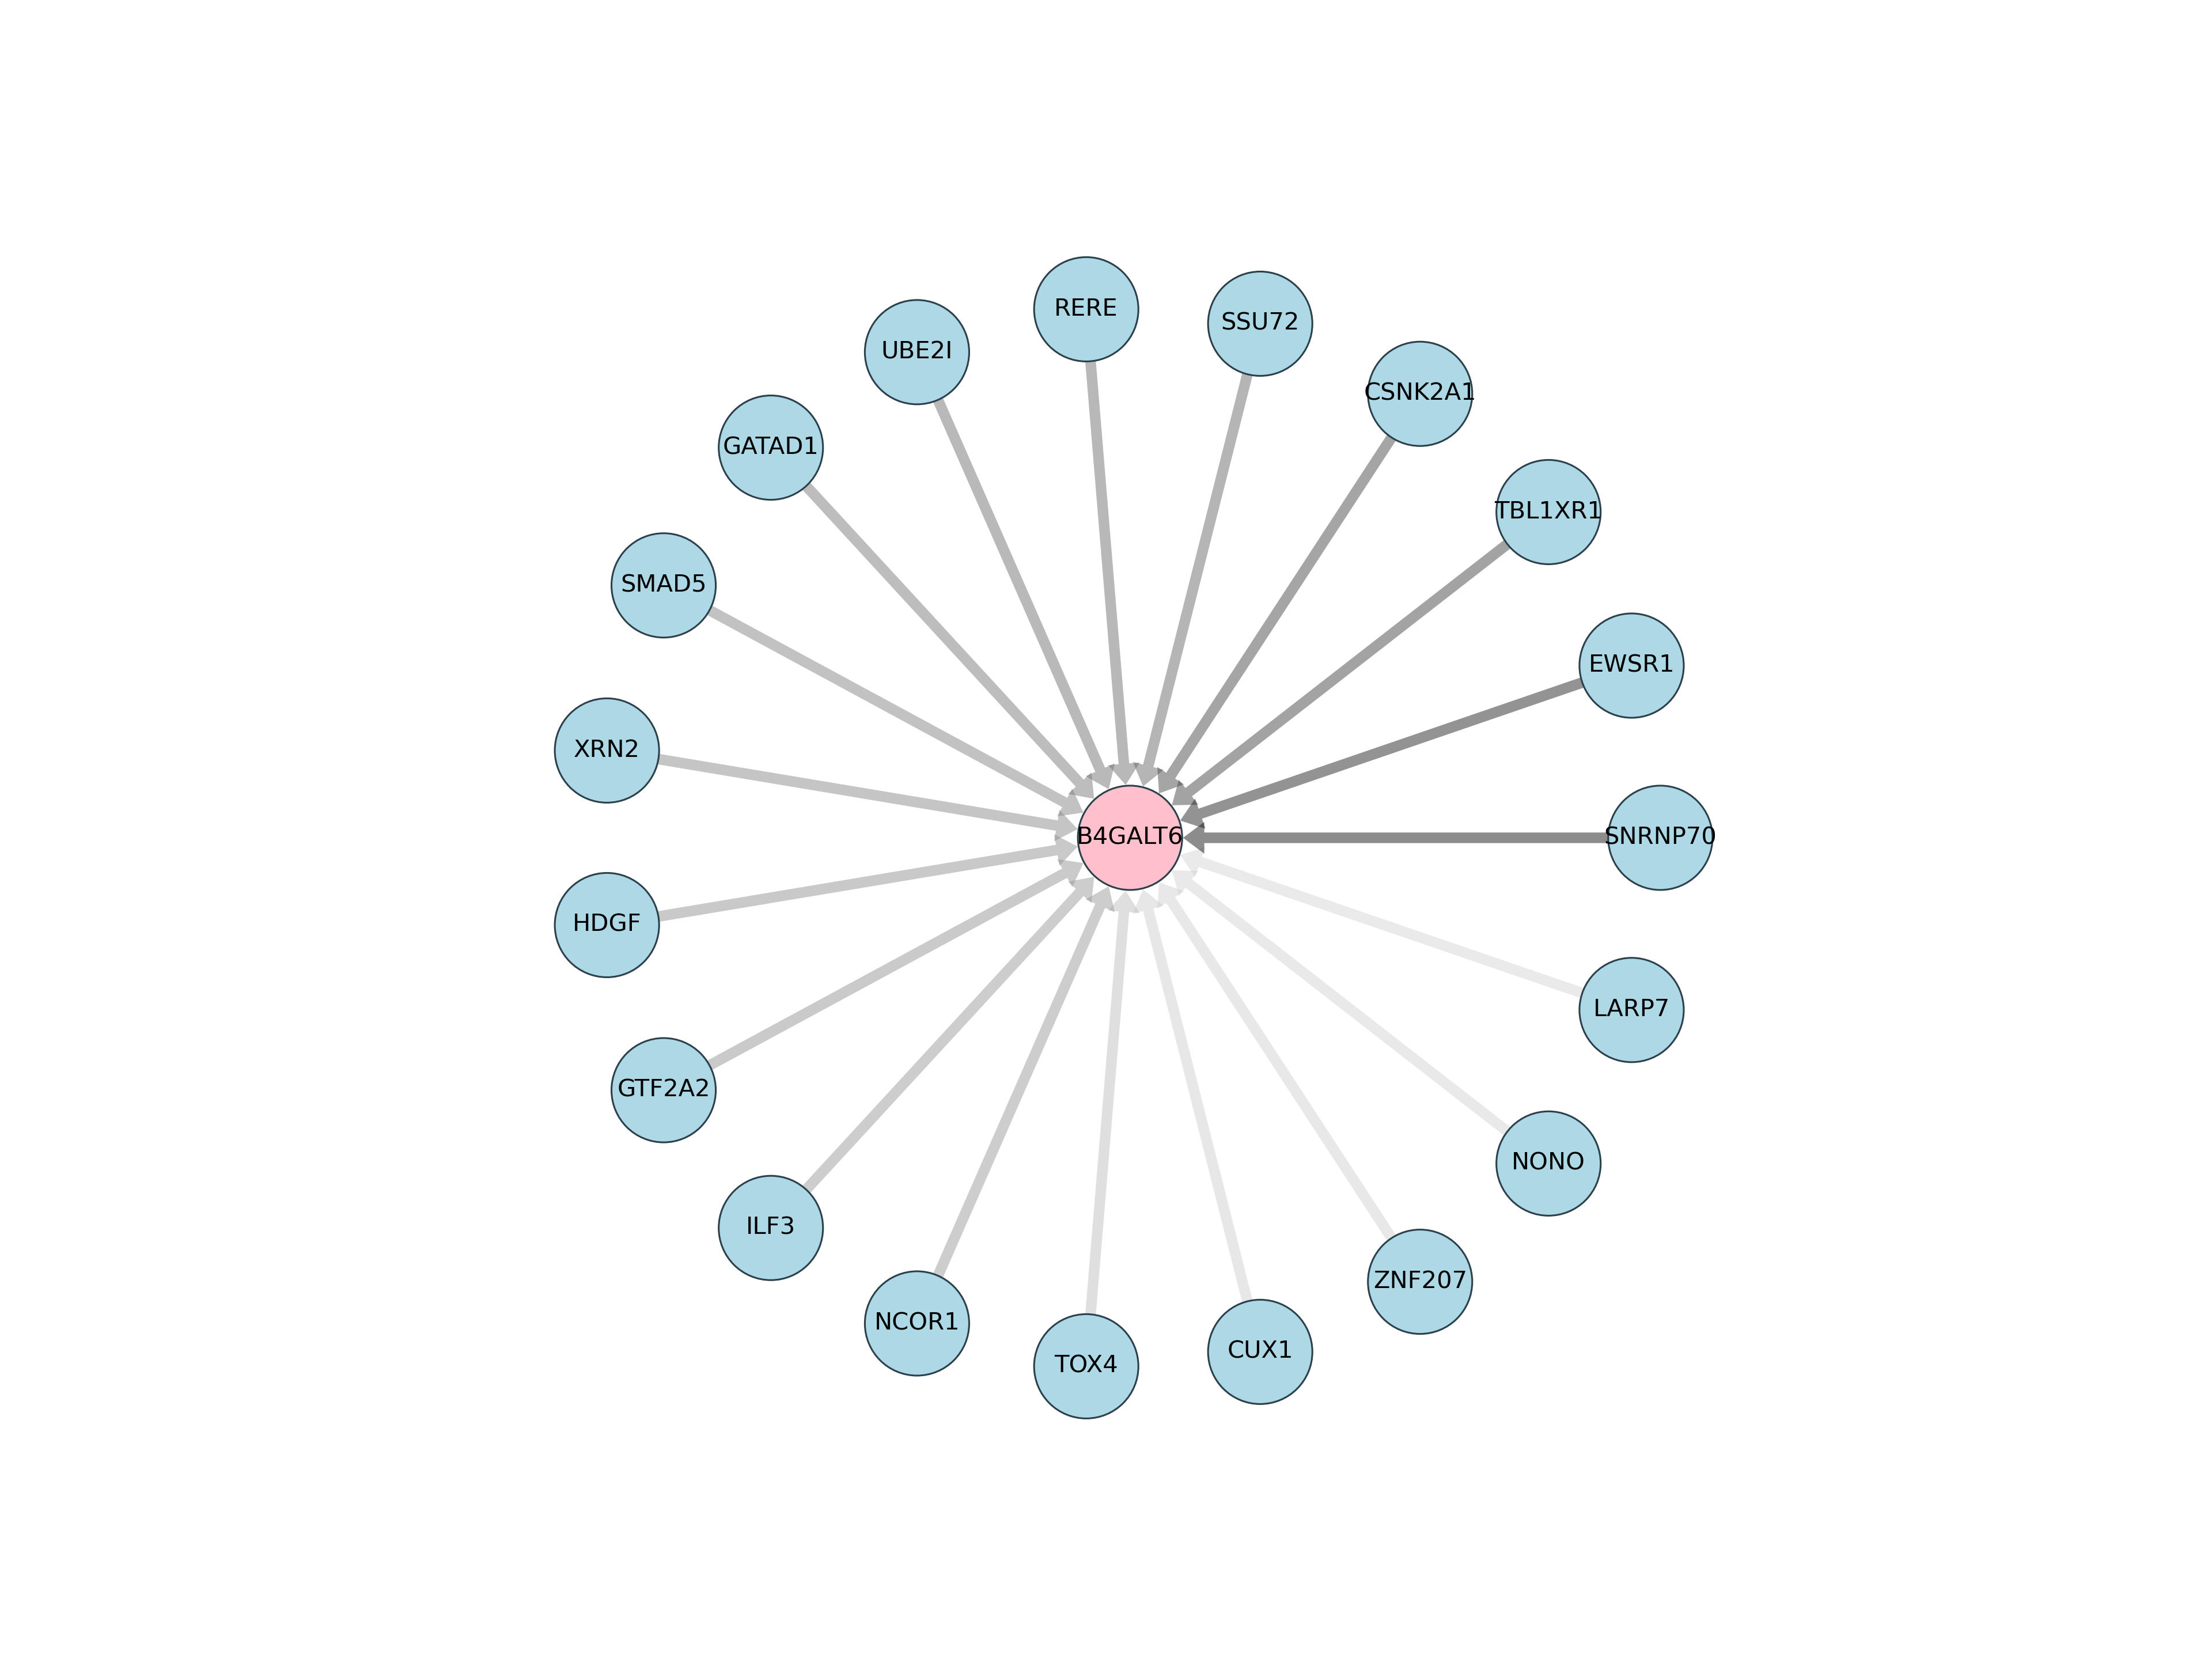 RERE
SSU72
UBE2I
CSNK2A1
GATAD1
TBL1XR1
SMAD5
EWSR1
XRN2
B4GALT6
SNRNP70
HDGF
LARP7
GTF2A2
NONO
ILF3
ZNF207
NCOR1
CUX1
TOX4